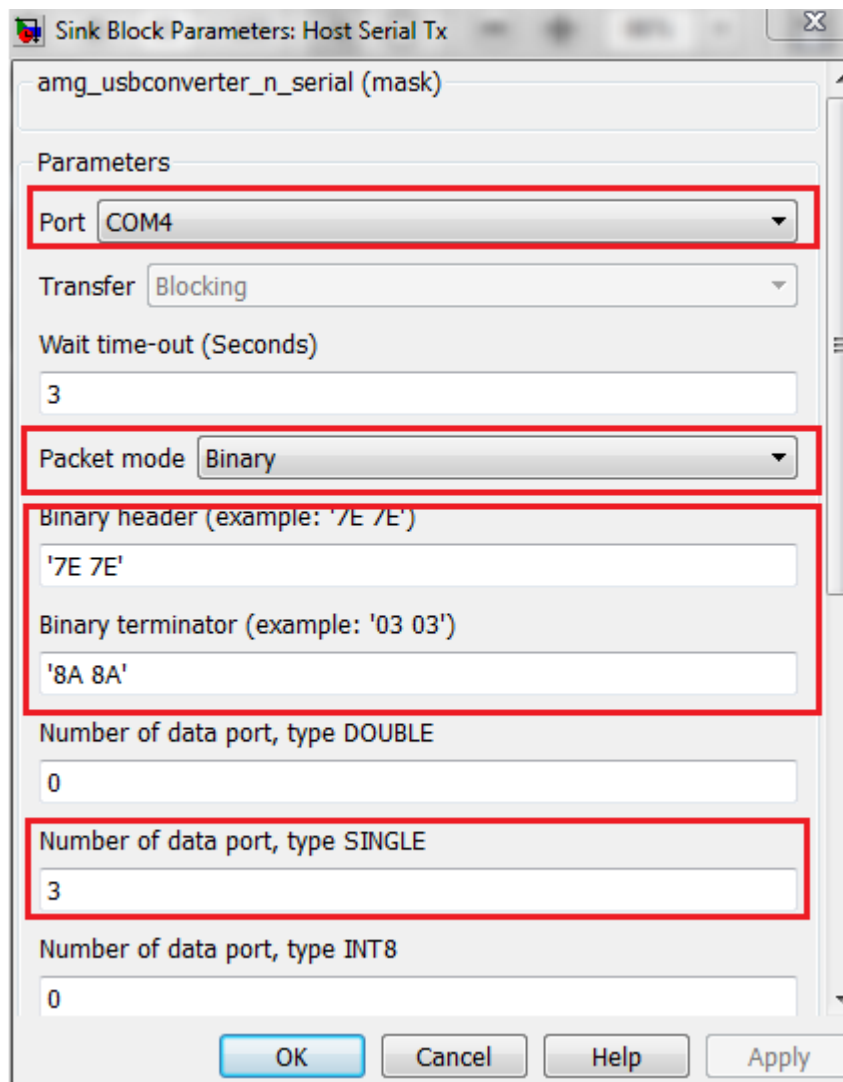 Sink Block Parameters: Host Serial Tx
amg_usbconverter_n_serial (mask)
Parameters
Port COM4
Transfer Blocking
Wait time-out (Seconds)
3
Packet mode Binary
Binary header (example: '7E 7E')
'7E 7E'
Binary terminator (example: '03 03')
'8A 8A'
Number of data port, type DOUBLE
0
Number of data port, type SINGLE
3
Number of data port, type INT8
0
OK Cancel Help Apply